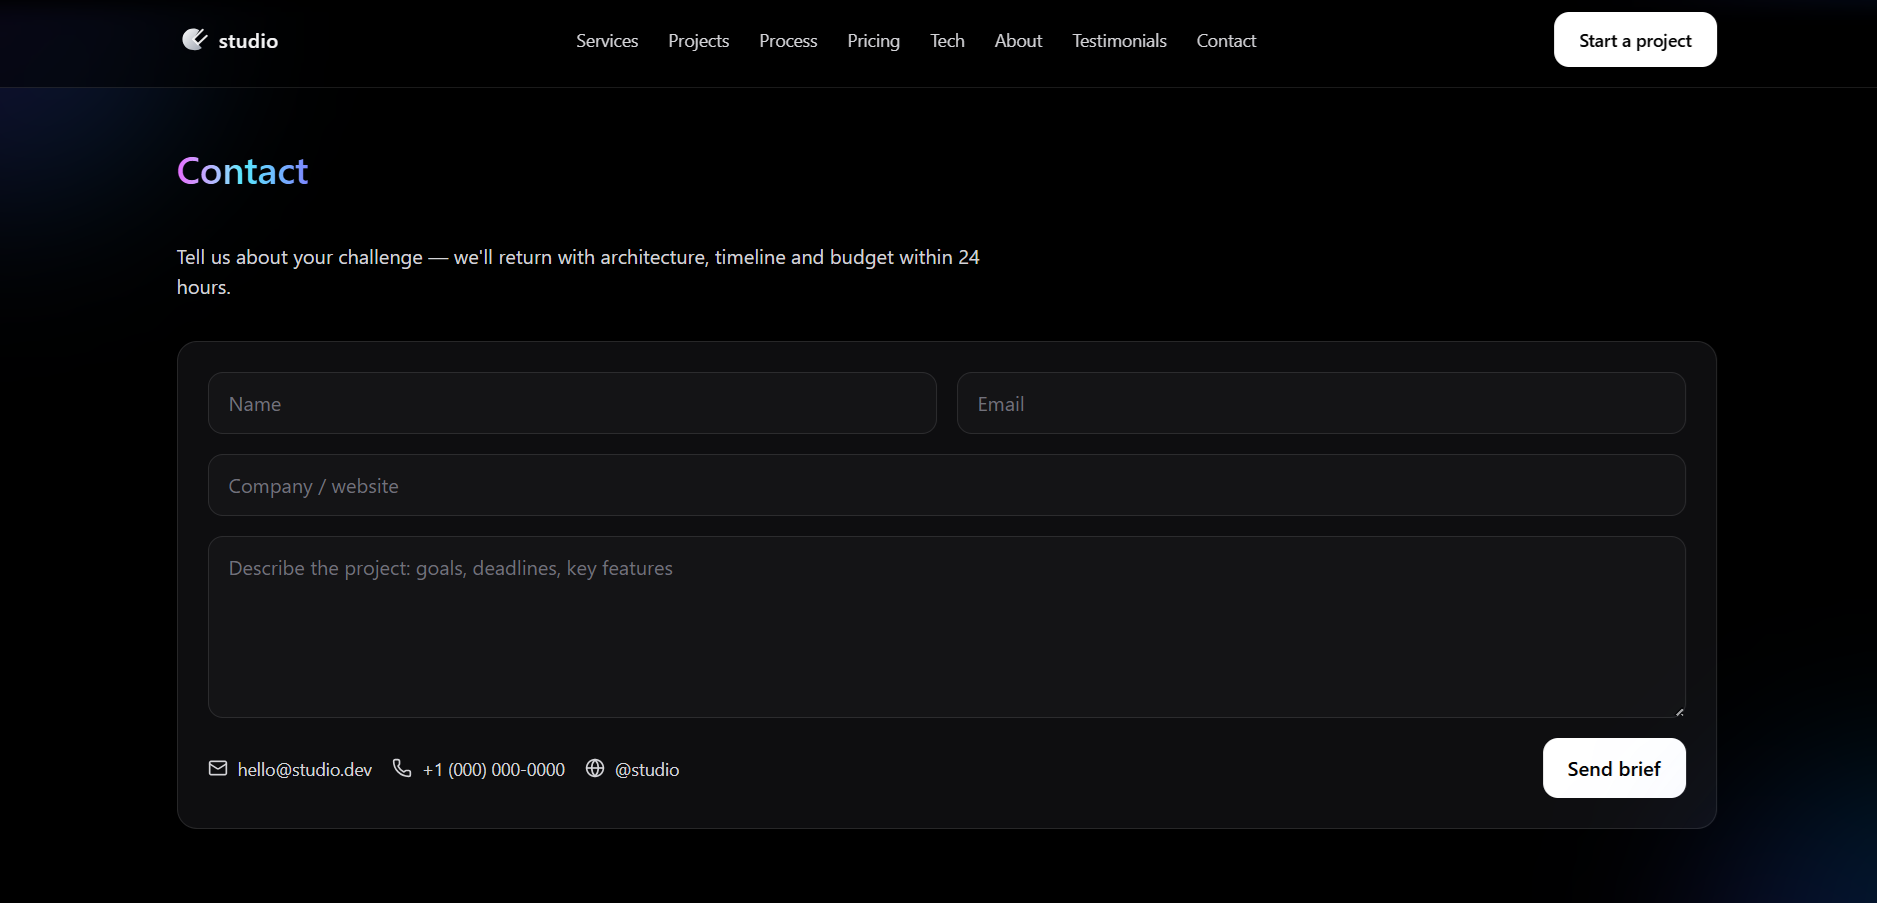 studio
Services Projects Process Pricing Tech About Testimonials Contact
Start a project
Contact
Tell us about your challenge — we'll return with architecture, timeline and budget within 24
hours.
Name
Email
Company / website
Describe the project: goals, deadlines, key features
hello@studio.dev +1 (000) 000-0000 @studio
Send brief